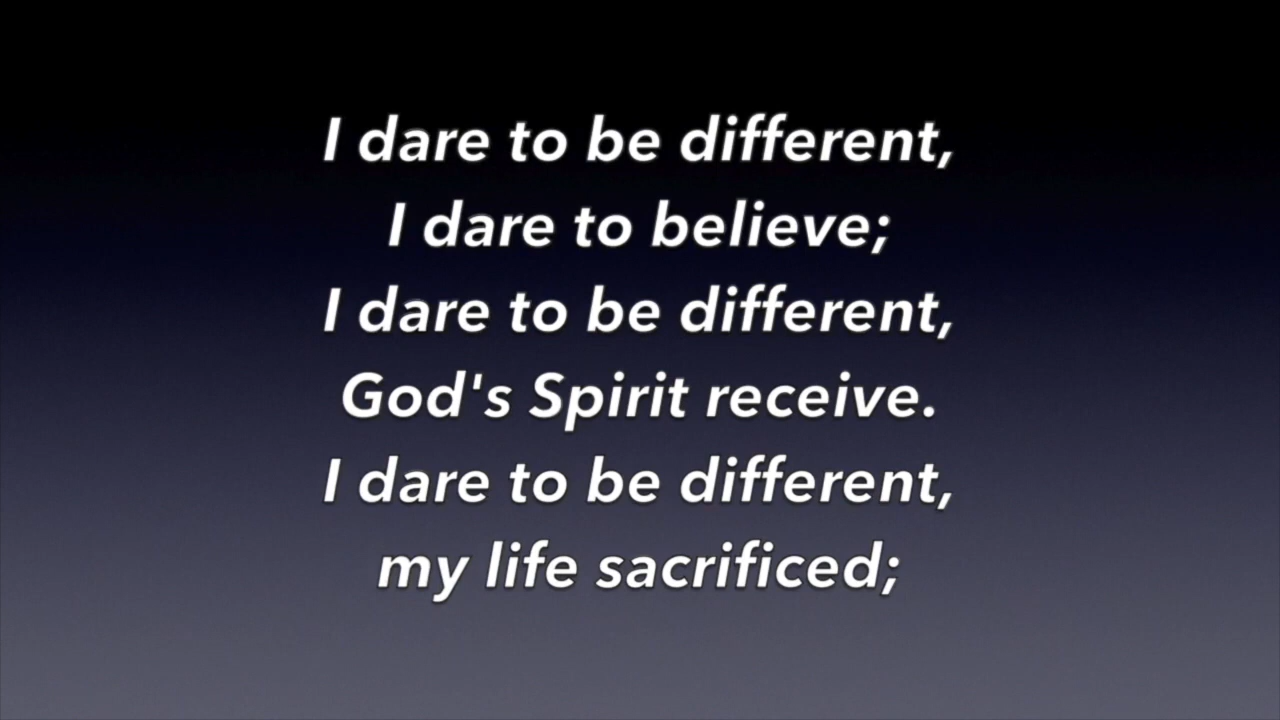 I dare to be different,
I dare to believe;
I dare to be different,
God's Spirit receive.
I dare to be different,
my life sacrificed;